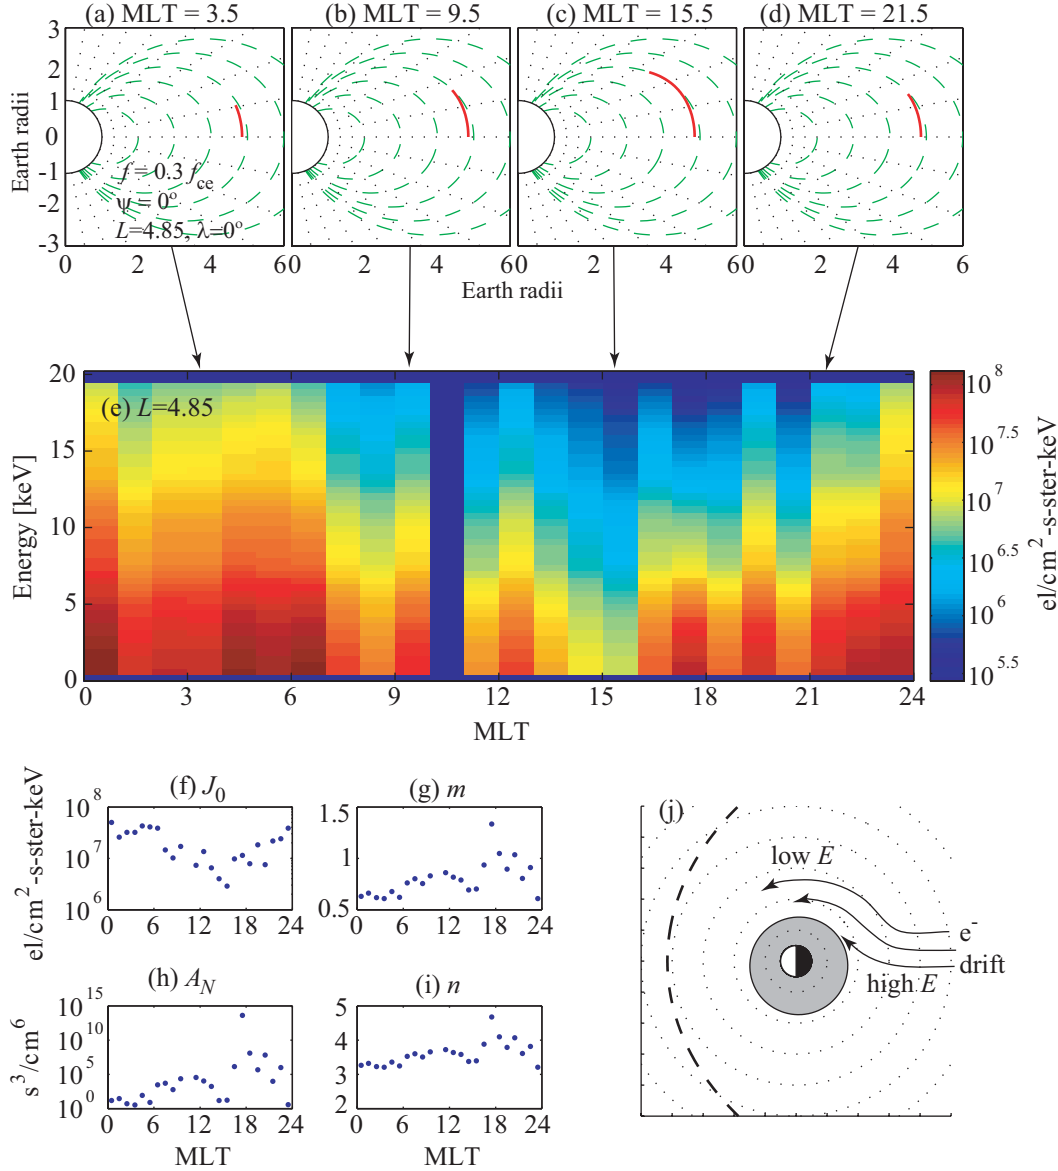 (a) MLT = 3.5 (b) MLT = 9.5 (c) MLT = 15.5 (d) MLT = 21.5
Earth radii
3
2
1
0
-1
-2
-3
f = 0.3 f_ce
ψ = 0°
L=4.85, λ=0°
0 2 4 6 0 2 4 6 0 2 4 6 0 2 4 6
Earth radii
(e) L=4.85
Energy [keV]
20
15
10
5
0
0 3 6 9 12 15 18 21 24
MLT
10^8
10^7.5
10^7
10^6.5
10^6
10^5.5
el/cm^2-s-ster-keV
(f) J_0
el/cm^2-s-ster-keV
10^8
10^7
10^6
0 6 12 18 24
(g) m
1.5
1
0.5
0 6 12 18 24
(h) A_N
s^3/cm^6
10^15
10^10
10^5
10^0
0 6 12 18 24
MLT
(i) n
5
4
3
2
0 6 12 18 24
MLT
(j)
low E
e^-
drift
high E